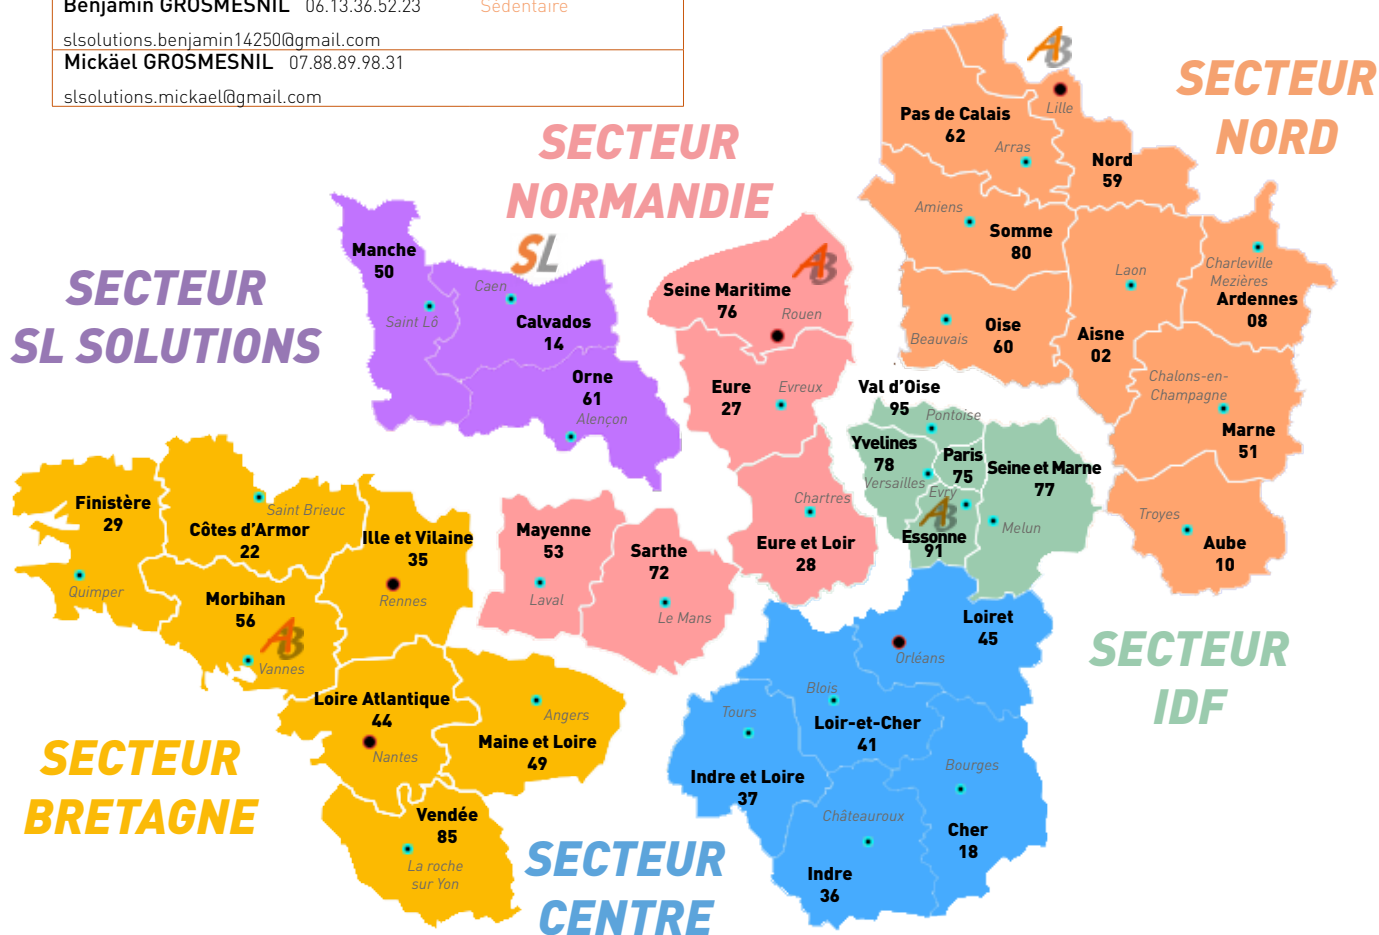 Benjamin GROSMESNIL 06.13.36.52.23 Sédentaire
slsolutions.benjamin14250@gmail.com
Mickäel GROSMESNIL 07.88.89.98.31
slsolutions.mickael@gmail.com
SECTEUR
NORD
AB
Lille
Pas de Calais
62
Arras
Nord
59
Amiens
Somme
80
Laon
Charleville
Mezières
Ardennes
08
Beauvais
Oise
60
Aisne
02
Chalons-en-
Champagne
Marne
51
Troyes
Aube
10
SECTEUR
NORMANDIE
AB
Seine Maritime
76
Rouen
Eure
27
Evreux
Chartres
Eure et Loir
28
Mayenne
53
Laval
Sarthe
72
Le Mans
SECTEUR
SL SOLUTIONS
SL
Manche
50
Saint Lô
Caen
Calvados
14
Orne
61
Alençon
Val d'Oise
95
Pontoise
Yvelines
78
Versailles
Paris
75
Seine et Marne
77
Evry
AB
Essonne
91
Melun
SECTEUR
IDF
Finistère
29
Quimper
Saint Brieuc
Côtes d'Armor
22
Ille et Vilaine
35
Rennes
Morbihan
56
AB
Vannes
Loire Atlantique
44
Nantes
Angers
Maine et Loire
49
Vendée
85
La roche
sur Yon
SECTEUR
BRETAGNE
Loiret
45
Orléans
Blois
Loir-et-Cher
41
Tours
Indre et Loire
37
Bourges
Cher
18
Châteauroux
Indre
36
SECTEUR
CENTRE